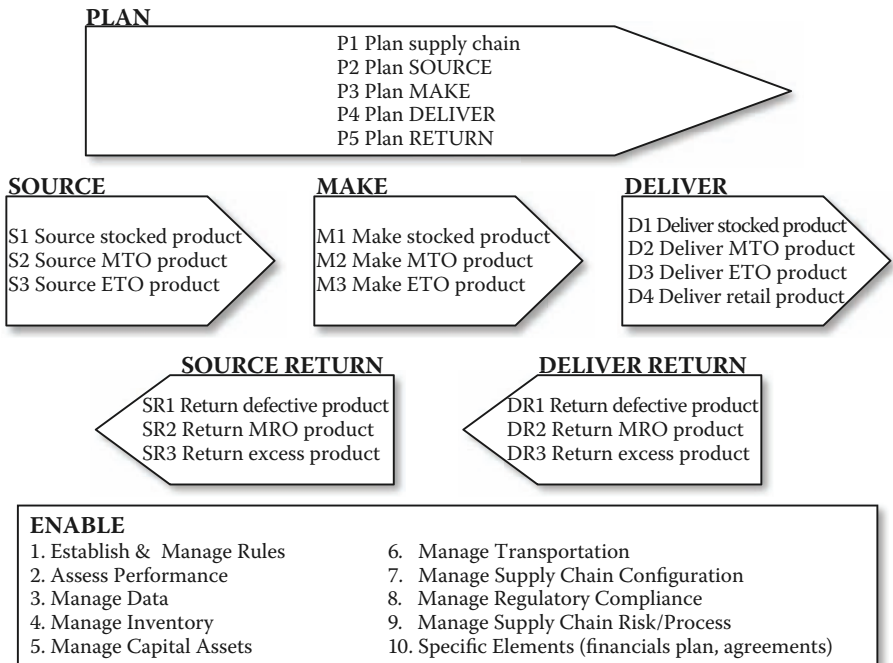 PLAN
P1 Plan supply chain
P2 Plan SOURCE
P3 Plan MAKE
P4 Plan DELIVER
P5 Plan RETURN
SOURCE
S1 Source stocked product
S2 Source MTO product
S3 Source ETO product
MAKE
M1 Make stocked product
M2 Make MTO product
M3 Make ETO product
DELIVER
D1 Deliver stocked product
D2 Deliver MTO product
D3 Deliver ETO product
D4 Deliver retail product
SOURCE RETURN
SR1 Return defective product
SR2 Return MRO product
SR3 Return excess product
DELIVER RETURN
DR1 Return defective product
DR2 Return MRO product
DR3 Return excess product
ENABLE
1. Establish & Manage Rules
2. Assess Performance
3. Manage Data
4. Manage Inventory
5. Manage Capital Assets
6. Manage Transportation
7. Manage Supply Chain Configuration
8. Manage Regulatory Compliance
9. Manage Supply Chain Risk/Process
10. Specific Elements (financials plan, agreements)